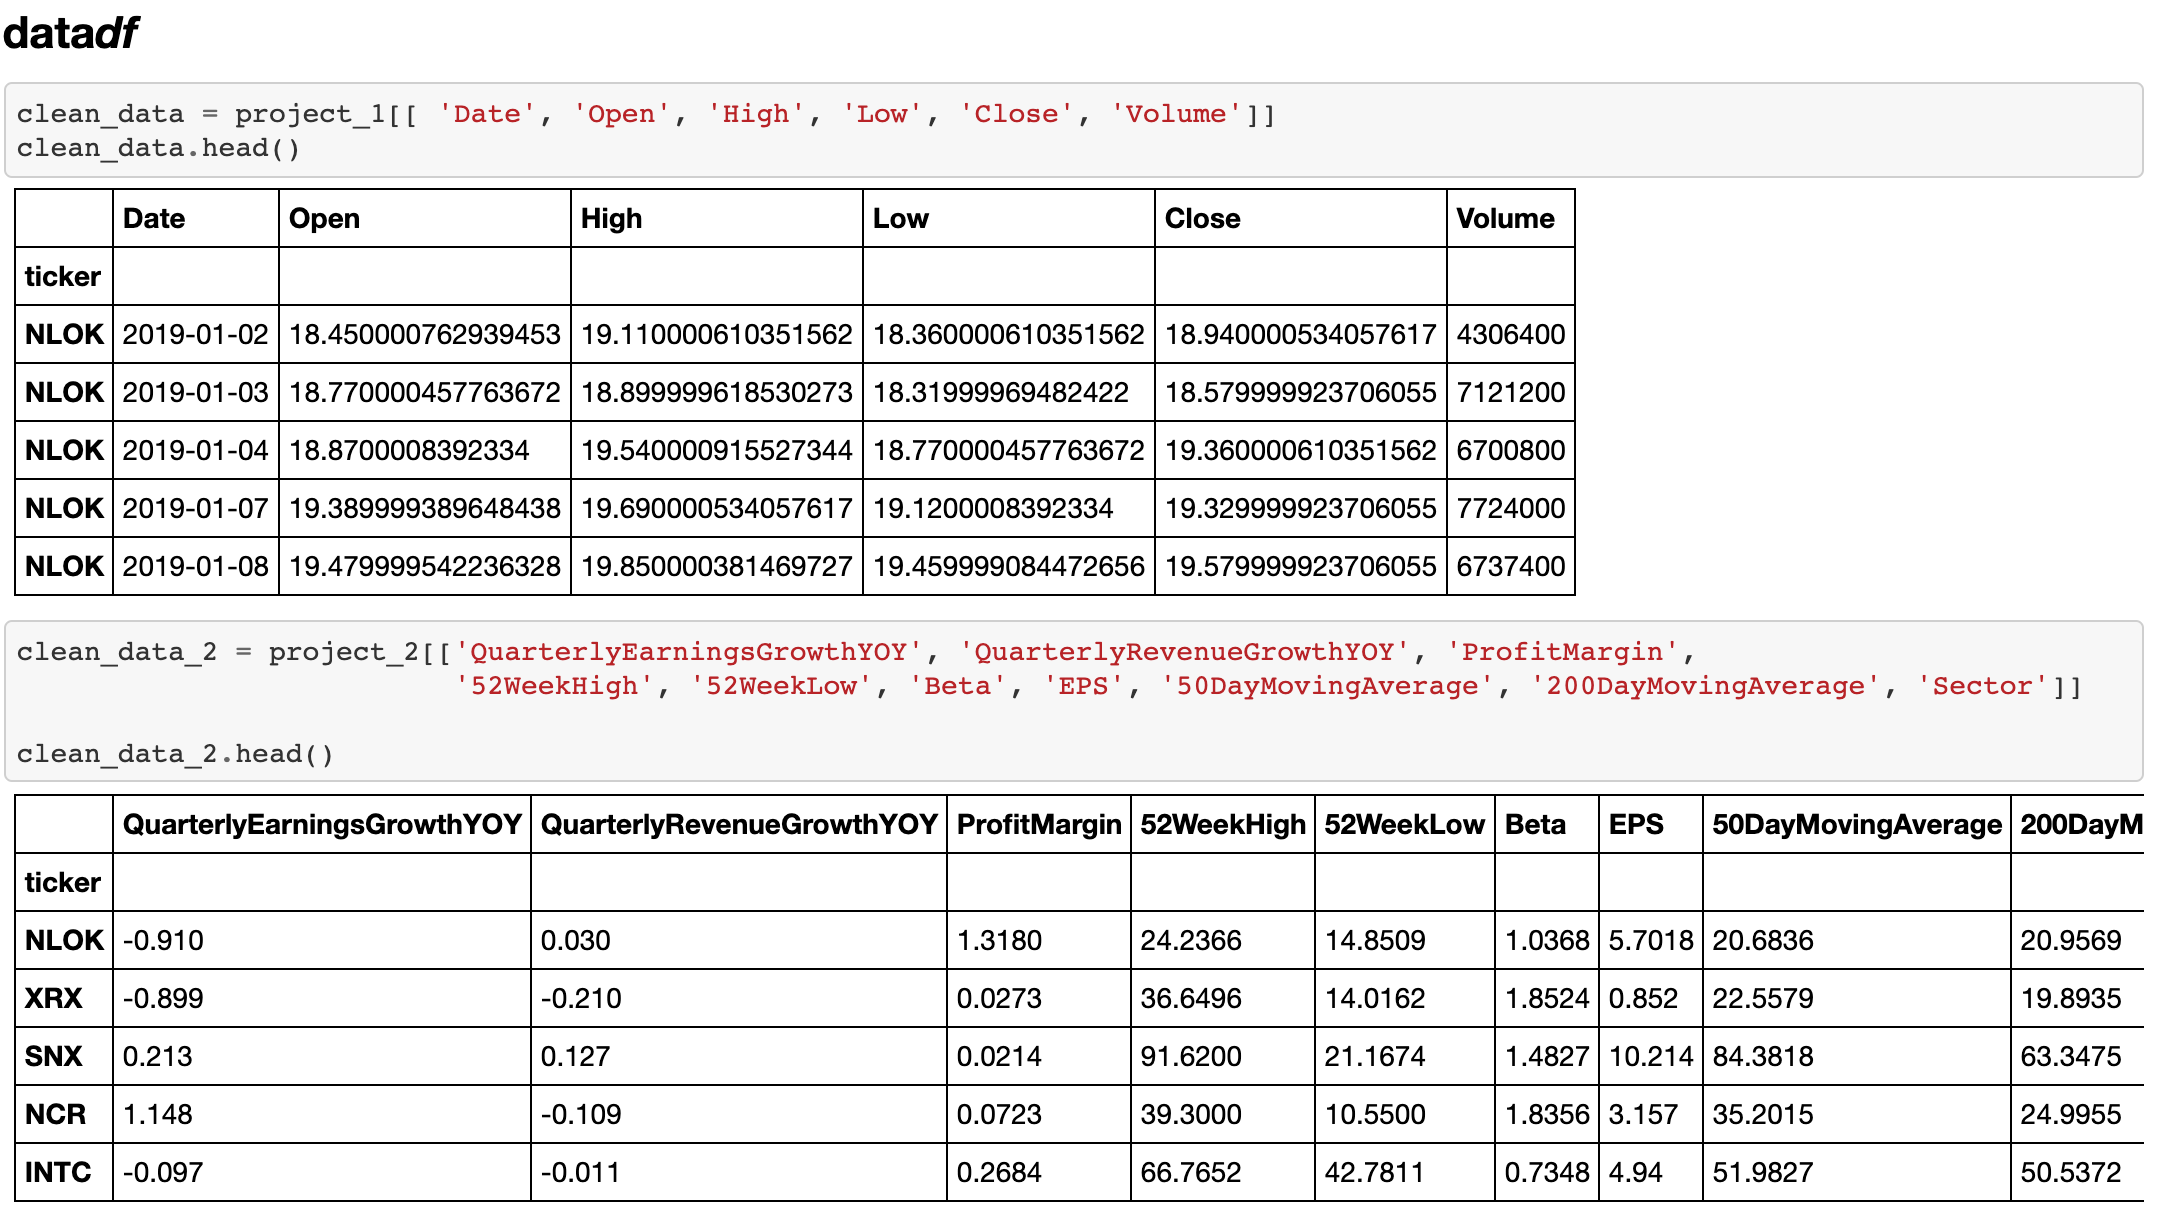 datadf
clean_data = project_1[[ 'Date', 'Open', 'High', 'Low', 'Close', 'Volume']]
clean_data.head()
Date Open High Low Close Volume
ticker
NLOK 2019-01-02 18.450000762939453 19.110000610351562 18.360000610351562 18.940000534057617 4306400
NLOK 2019-01-03 18.770000457763672 18.899999618530273 18.31999969482422 18.579999923706055 7121200
NLOK 2019-01-04 18.8700008392334 19.540000915527344 18.770000457763672 19.360000610351562 6700800
NLOK 2019-01-07 19.389999389648438 19.690000534057617 19.1200008392334 19.329999923706055 7724000
NLOK 2019-01-08 19.479999542236328 19.850000381469727 19.459999084472656 19.579999923706055 6737400
clean_data_2 = project_2[['QuarterlyEarningsGrowthYOY', 'QuarterlyRevenueGrowthYOY', 'ProfitMargin',
'52WeekHigh', '52WeekLow', 'Beta', 'EPS', '50DayMovingAverage', '200DayMovingAverage', 'Sector']]
clean_data_2.head()
QuarterlyEarningsGrowthYOY QuarterlyRevenueGrowthYOY ProfitMargin 52WeekHigh 52WeekLow Beta EPS 50DayMovingAverage 200DayM
ticker
NLOK -0.910 0.030 1.3180 24.2366 14.8509 1.0368 5.7018 20.6836 20.9569
XRX -0.899 -0.210 0.0273 36.6496 14.0162 1.8524 0.852 22.5579 19.8935
SNX 0.213 0.127 0.0214 91.6200 21.1674 1.4827 10.214 84.3818 63.3475
NCR 1.148 -0.109 0.0723 39.3000 10.5500 1.8356 3.157 35.2015 24.9955
INTC -0.097 -0.011 0.2684 66.7652 42.7811 0.7348 4.94 51.9827 50.5372